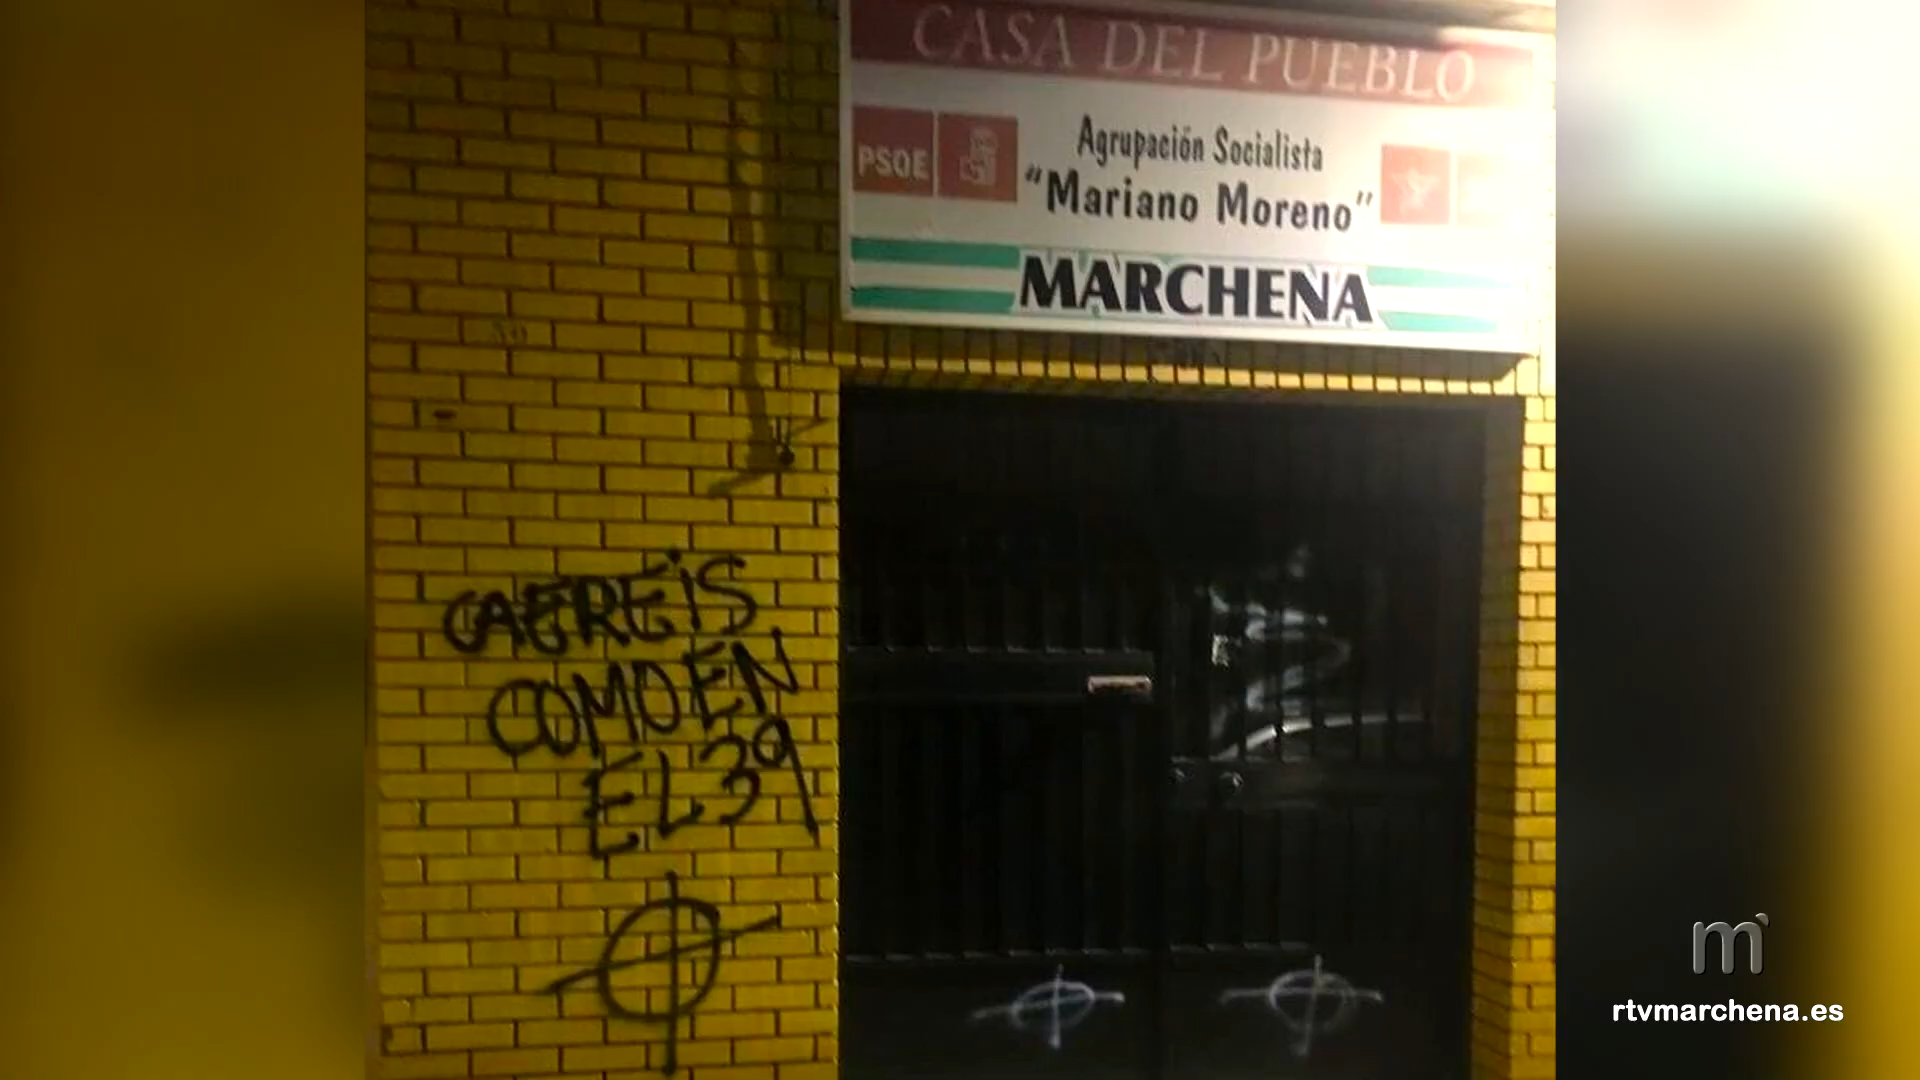 CASA DEL PUEBLO
PSOE
Agrupación Socialista
"Mariano Moreno"
MARCHENA
CAEREiS
COMO EN
EL 39
m
rtvmarchena.es